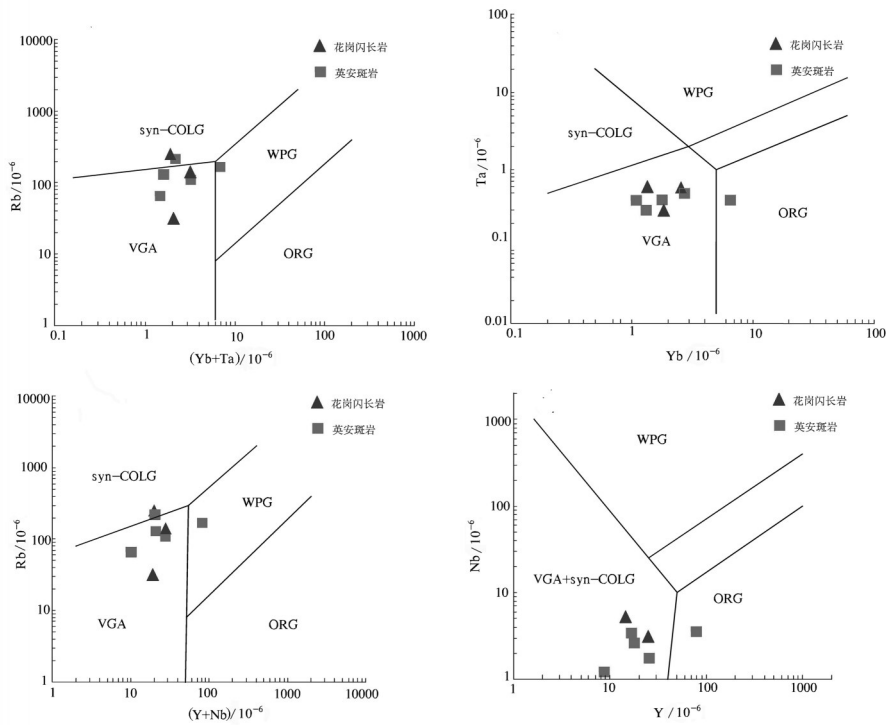 10000
1000
100
10
1
0.1
1
10
100
1000
Rb/10⁻⁶
(Yb+Ta)/10⁻⁶
花岗闪长岩
英安斑岩
syn-COLG
WPG
VGA
ORG
100
10
1
0.1
0.01
0.1
1
10
100
Ta/10⁻⁶
Yb/10⁻⁶
花岗闪长岩
英安斑岩
WPG
syn-COLG
ORG
VGA
10000
1000
100
10
1
1
10
100
1000
10000
Rb/10⁻⁶
(Y+Nb)/10⁻⁶
花岗闪长岩
英安斑岩
syn-COLG
WPG
VGA
ORG
1000
100
10
1
1
10
100
1000
Nb/10⁻⁶
Y/10⁻⁶
花岗闪长岩
英安斑岩
WPG
VGA+syn-COLG
ORG